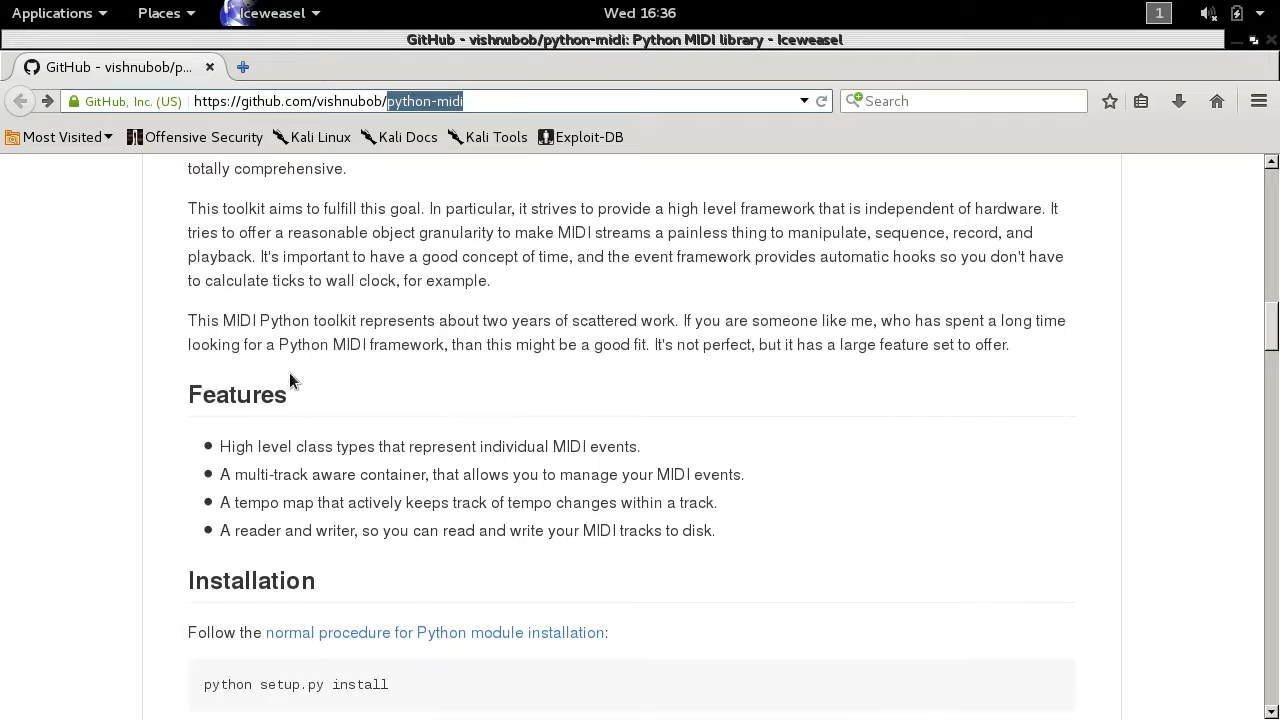 Applications Places Iceweasel Wed 16:36 1
GitHub - vishnubob/python-midi: Python MIDI library - Iceweasel
GitHub - vishnubob/p...
GitHub, Inc. (US) https://github.com/vishnubob/python-midi Search
Most Visited Offensive Security Kali Linux Kali Docs Kali Tools Exploit-DB
totally comprehensive.
This toolkit aims to fulfill this goal. In particular, it strives to provide a high level framework that is independent of hardware. It
tries to offer a reasonable object granularity to make MIDI streams a painless thing to manipulate, sequence, record, and
playback. It's important to have a good concept of time, and the event framework provides automatic hooks so you don't have
to calculate ticks to wall clock, for example.
This MIDI Python toolkit represents about two years of scattered work. If you are someone like me, who has spent a long time
looking for a Python MIDI framework, than this might be a good fit. It's not perfect, but it has a large feature set to offer.
Features
High level class types that represent individual MIDI events.
A multi-track aware container, that allows you to manage your MIDI events.
A tempo map that actively keeps track of tempo changes within a track.
A reader and writer, so you can read and write your MIDI tracks to disk.
Installation
Follow the normal procedure for Python module installation:
python setup.py install